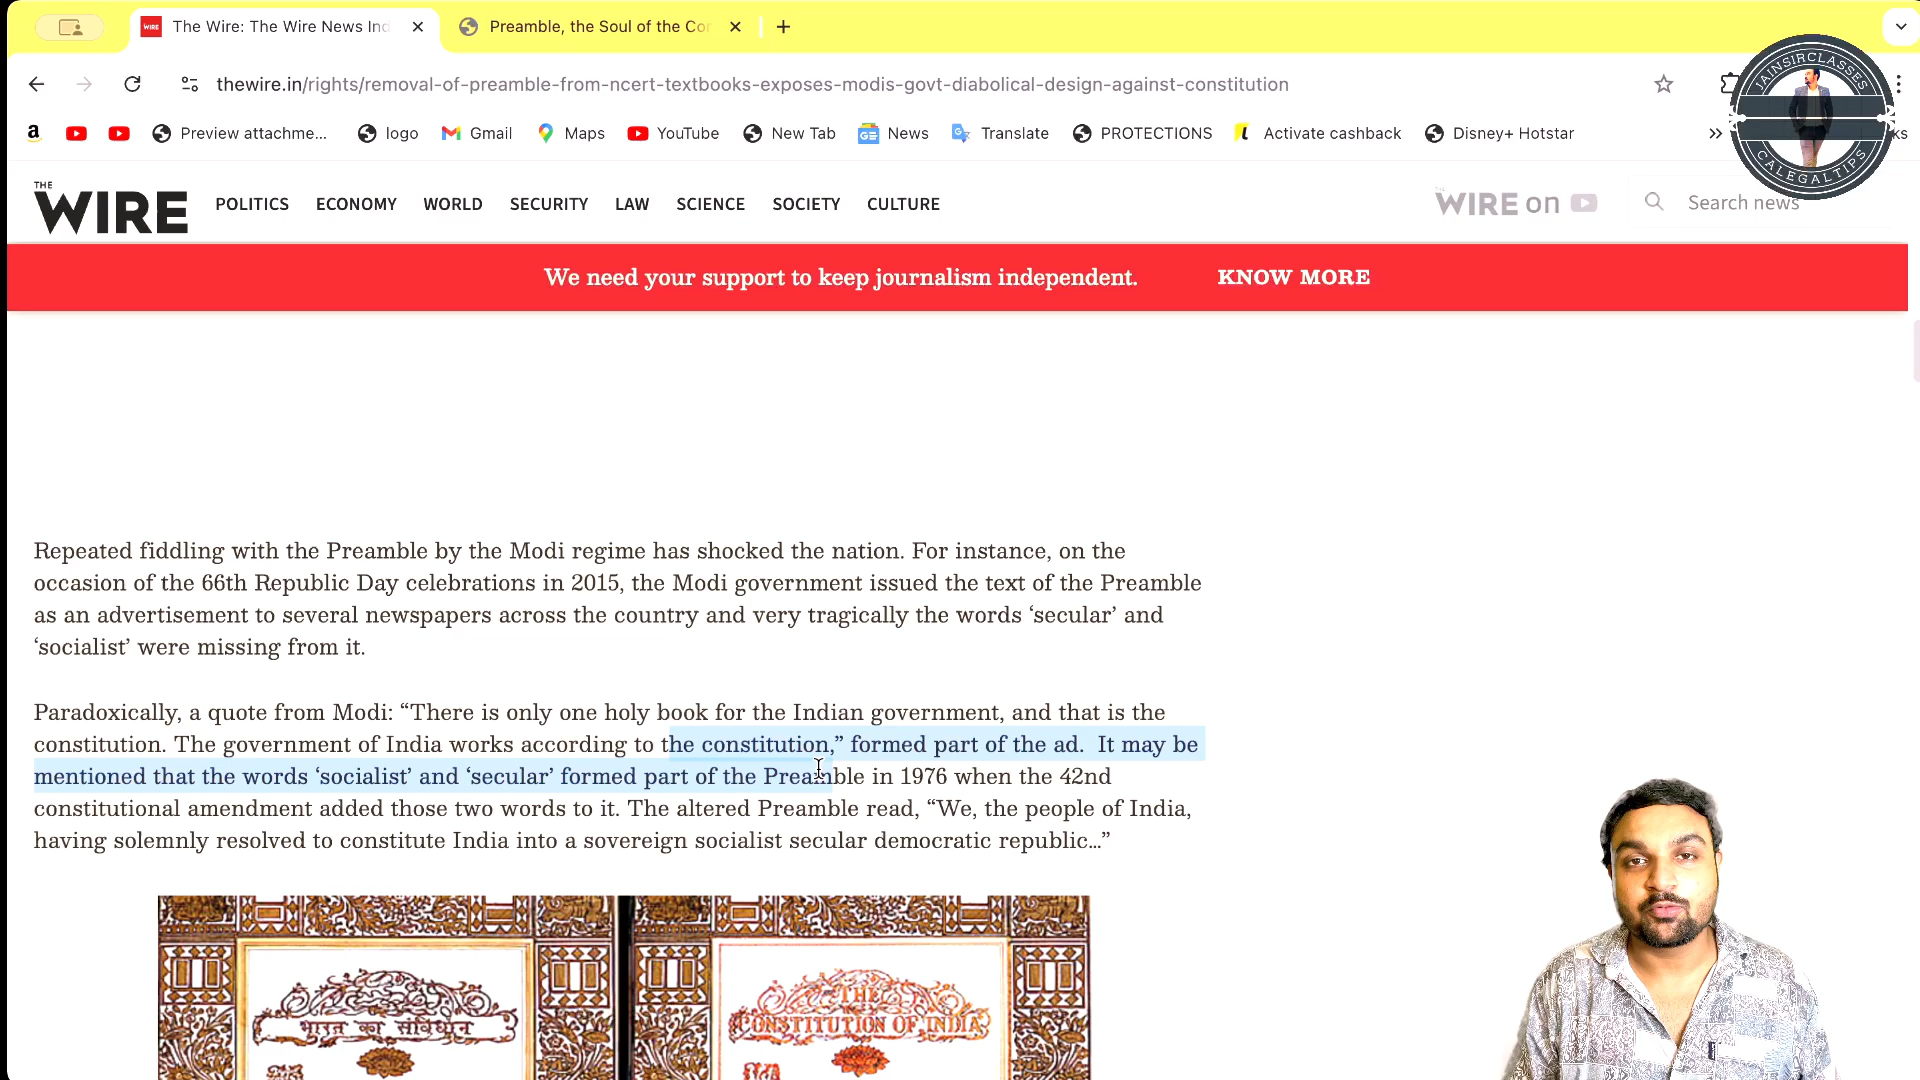 The Wire: The Wire News Ind
Preamble, the Soul of the Con
thewire.in/rights/removal-of-preamble-from-ncert-textbooks-exposes-modis-govt-diabolical-design-against-constitution
Preview attachme...
logo
Gmail
Maps
YouTube
New Tab
News
Translate
PROTECTIONS
Activate cashback
Disney+ Hotstar
JAINSIRCLASSES
CALEGALTIPS
THE WIRE
POLITICS ECONOMY WORLD SECURITY LAW SCIENCE SOCIETY CULTURE
THE WIRE on
Search news
We need your support to keep journalism independent. KNOW MORE
Repeated fiddling with the Preamble by the Modi regime has shocked the nation. For instance, on the
occasion of the 66th Republic Day celebrations in 2015, the Modi government issued the text of the Preamble
as an advertisement to several newspapers across the country and very tragically the words ‘secular’ and
‘socialist’ were missing from it.
Paradoxically, a quote from Modi: “There is only one holy book for the Indian government, and that is the
constitution. The government of India works according to the constitution,” formed part of the ad. It may be
mentioned that the words ‘socialist’ and ‘secular’ formed part of the Preamble in 1976 when the 42nd
constitutional amendment added those two words to it. The altered Preamble read, “We, the people of India,
having solemnly resolved to constitute India into a sovereign socialist secular democratic republic…”
भारत का संविधान
THE
CONSTITUTION OF INDIA